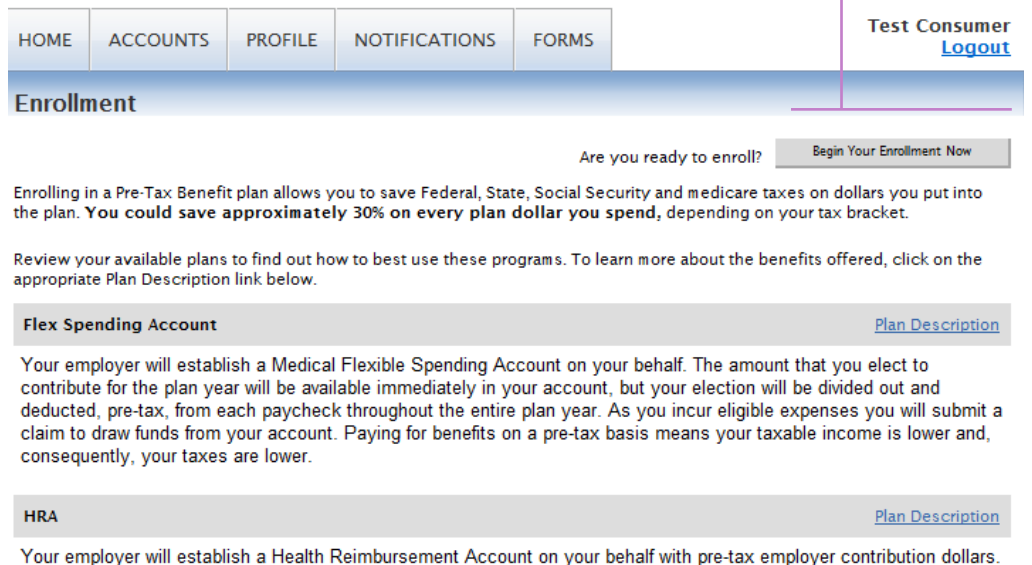 HOME ACCOUNTS PROFILE NOTIFICATIONS FORMS
Test Consumer
Logout
Enrollment
Are you ready to enroll? Begin Your Enrollment Now
Enrolling in a Pre-Tax Benefit plan allows you to save Federal, State, Social Security and medicare taxes on dollars you put into
the plan. You could save approximately 30% on every plan dollar you spend, depending on your tax bracket.
Review your available plans to find out how to best use these programs. To learn more about the benefits offered, click on the
appropriate Plan Description link below.
Flex Spending Account Plan Description
Your employer will establish a Medical Flexible Spending Account on your behalf. The amount that you elect to
contribute for the plan year will be available immediately in your account, but your election will be divided out and
deducted, pre-tax, from each paycheck throughout the entire plan year. As you incur eligible expenses you will submit a
claim to draw funds from your account. Paying for benefits on a pre-tax basis means your taxable income is lower and,
consequently, your taxes are lower.
HRA Plan Description
Your employer will establish a Health Reimbursement Account on your behalf with pre-tax employer contribution dollars.